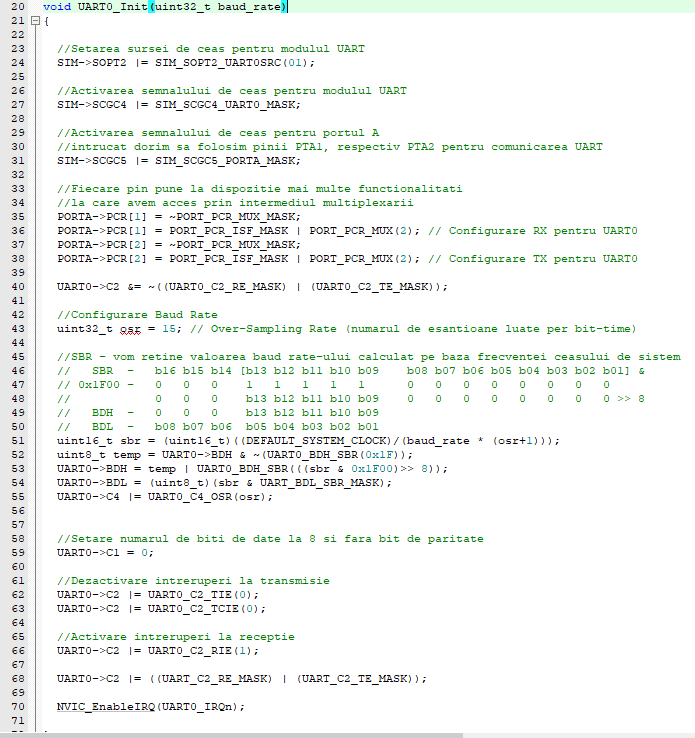 20 void UART0_Init(uint32_t baud_rate)
21 {
22
23 //Setarea sursei de ceas pentru modulul UART
24 SIM->SOPT2 |= SIM_SOPT2_UART0SRC(01);
25
26 //Activarea semnalului de ceas pentru modulul UART
27 SIM->SCGC4 |= SIM_SCGC4_UART0_MASK;
28
29 //Activarea semnalului de ceas pentru portul A
30 //intrucat dorim sa folosim pinii PTA1, respectiv PTA2 pentru comunicarea UART
31 SIM->SCGC5 |= SIM_SCGC5_PORTA_MASK;
32
33 //Fiecare pin pune la dispozitie mai multe functionalitati
34 //la care avem acces prin intermediul multiplexarii
35 PORTA->PCR[1] = ~PORT_PCR_MUX_MASK;
36 PORTA->PCR[1] = PORT_PCR_ISF_MASK | PORT_PCR_MUX(2); // Configurare RX pentru UART0
37 PORTA->PCR[2] = ~PORT_PCR_MUX_MASK;
38 PORTA->PCR[2] = PORT_PCR_ISF_MASK | PORT_PCR_MUX(2); // Configurare TX pentru UART0
39
40 UART0->C2 &= ~((UART0_C2_RE_MASK) | (UART0_C2_TE_MASK));
41
42 //Configurare Baud Rate
43 uint32_t osr = 15; // Over-Sampling Rate (numarul de esantioane luate per bit-time)
44
45 //SBR - vom retine valoarea baud rate-ului calculat pe baza frecventei ceasului de sistem
46 // SBR - b16 b15 b14 [b13 b12 b11 b10 b09 b08 b07 b06 b05 b04 b03 b02 b01] &
47 // 0x1F00 - 0 0 0 1 1 1 1 1 0 0 0 0 0 0 0 0
48 // 0 0 0 b13 b12 b11 b10 b09 0 0 0 0 0 0 0 0 >> 8
49 // BDH - 0 0 0 b13 b12 b11 b10 b09
50 // BDL - b08 b07 b06 b05 b04 b03 b02 b01
51 uint16_t sbr = (uint16_t)((DEFAULT_SYSTEM_CLOCK)/(baud_rate * (osr+1)));
52 uint8_t temp = UART0->BDH & ~(UART0_BDH_SBR(0x1F));
53 UART0->BDH = temp | UART0_BDH_SBR(((sbr & 0x1F00)>> 8));
54 UART0->BDL = (uint8_t)(sbr & UART_BDL_SBR_MASK);
55 UART0->C4 |= UART0_C4_OSR(osr);
56
57
58 //Setare numarul de biti de date la 8 si fara bit de paritate
59 UART0->C1 = 0;
60
61 //Dezactivare intreruperi la transmisie
62 UART0->C2 |= UART0_C2_TIE(0);
63 UART0->C2 |= UART0_C2_TCIE(0);
64
65 //Activare intreruperi la receptie
66 UART0->C2 |= UART0_C2_RIE(1);
67
68 UART0->C2 |= ((UART_C2_RE_MASK) | (UART_C2_TE_MASK));
69
70 NVIC_EnableIRQ(UART0_IRQn);
71